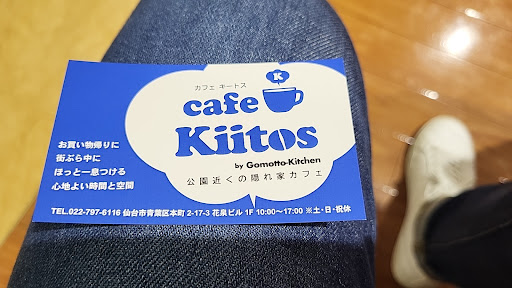 カフェ キートス
K
cafe
Kiitos
by Gomotto-Kitchen
公園近くの隠れ家カフェ
お買い物帰りに
街ぶら中に
ほっと一息つける
心地よい時間と空間
TEL.022-797-6116 仙台市青葉区本町 2-17-3 花泉ビル 1F 10:00～17:00 ※土・日・祝休